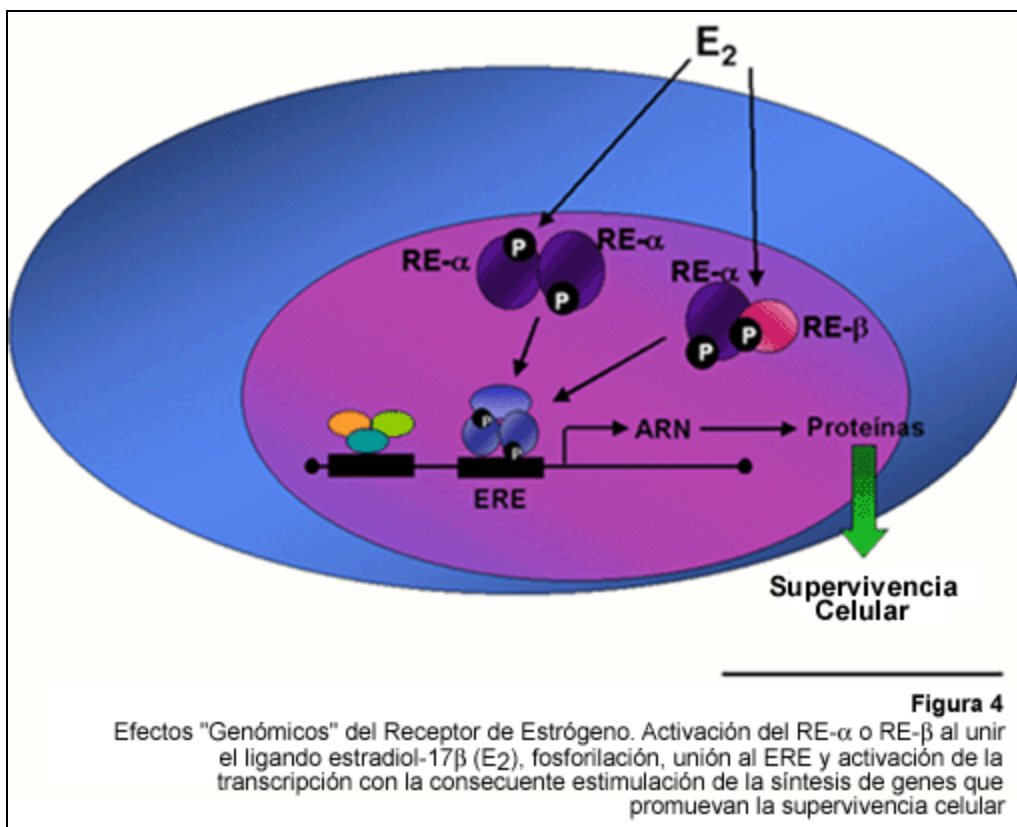 E2
RE-α
RE-α
P
P
RE-α
RE-β
P
P
P
P
ARN
Proteínas
ERE
Supervivencia
Celular
Figura 4
Efectos "Genómicos" del Receptor de Estrógeno. Activación del RE-α o RE-β al unir
el ligando estradiol-17β (E2), fosforilación, unión al ERE y activación de la
transcripción con la consecuente estimulación de la síntesis de genes que
promuevan la supervivencia celular